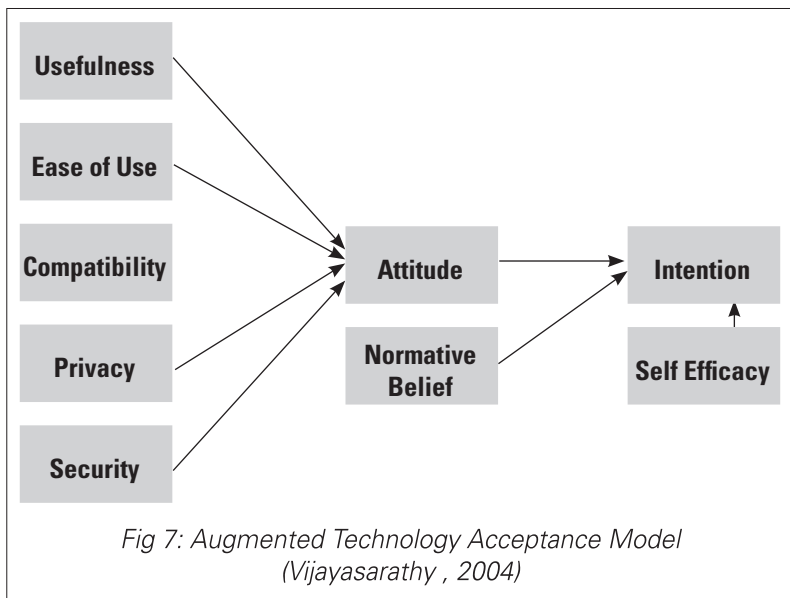 Usefulness
Ease of Use
Compatibility
Privacy
Security
Attitude
Normative
Belief
Intention
Self Efficacy
Fig 7: Augmented Technology Acceptance Model
(Vijayasarathy , 2004)